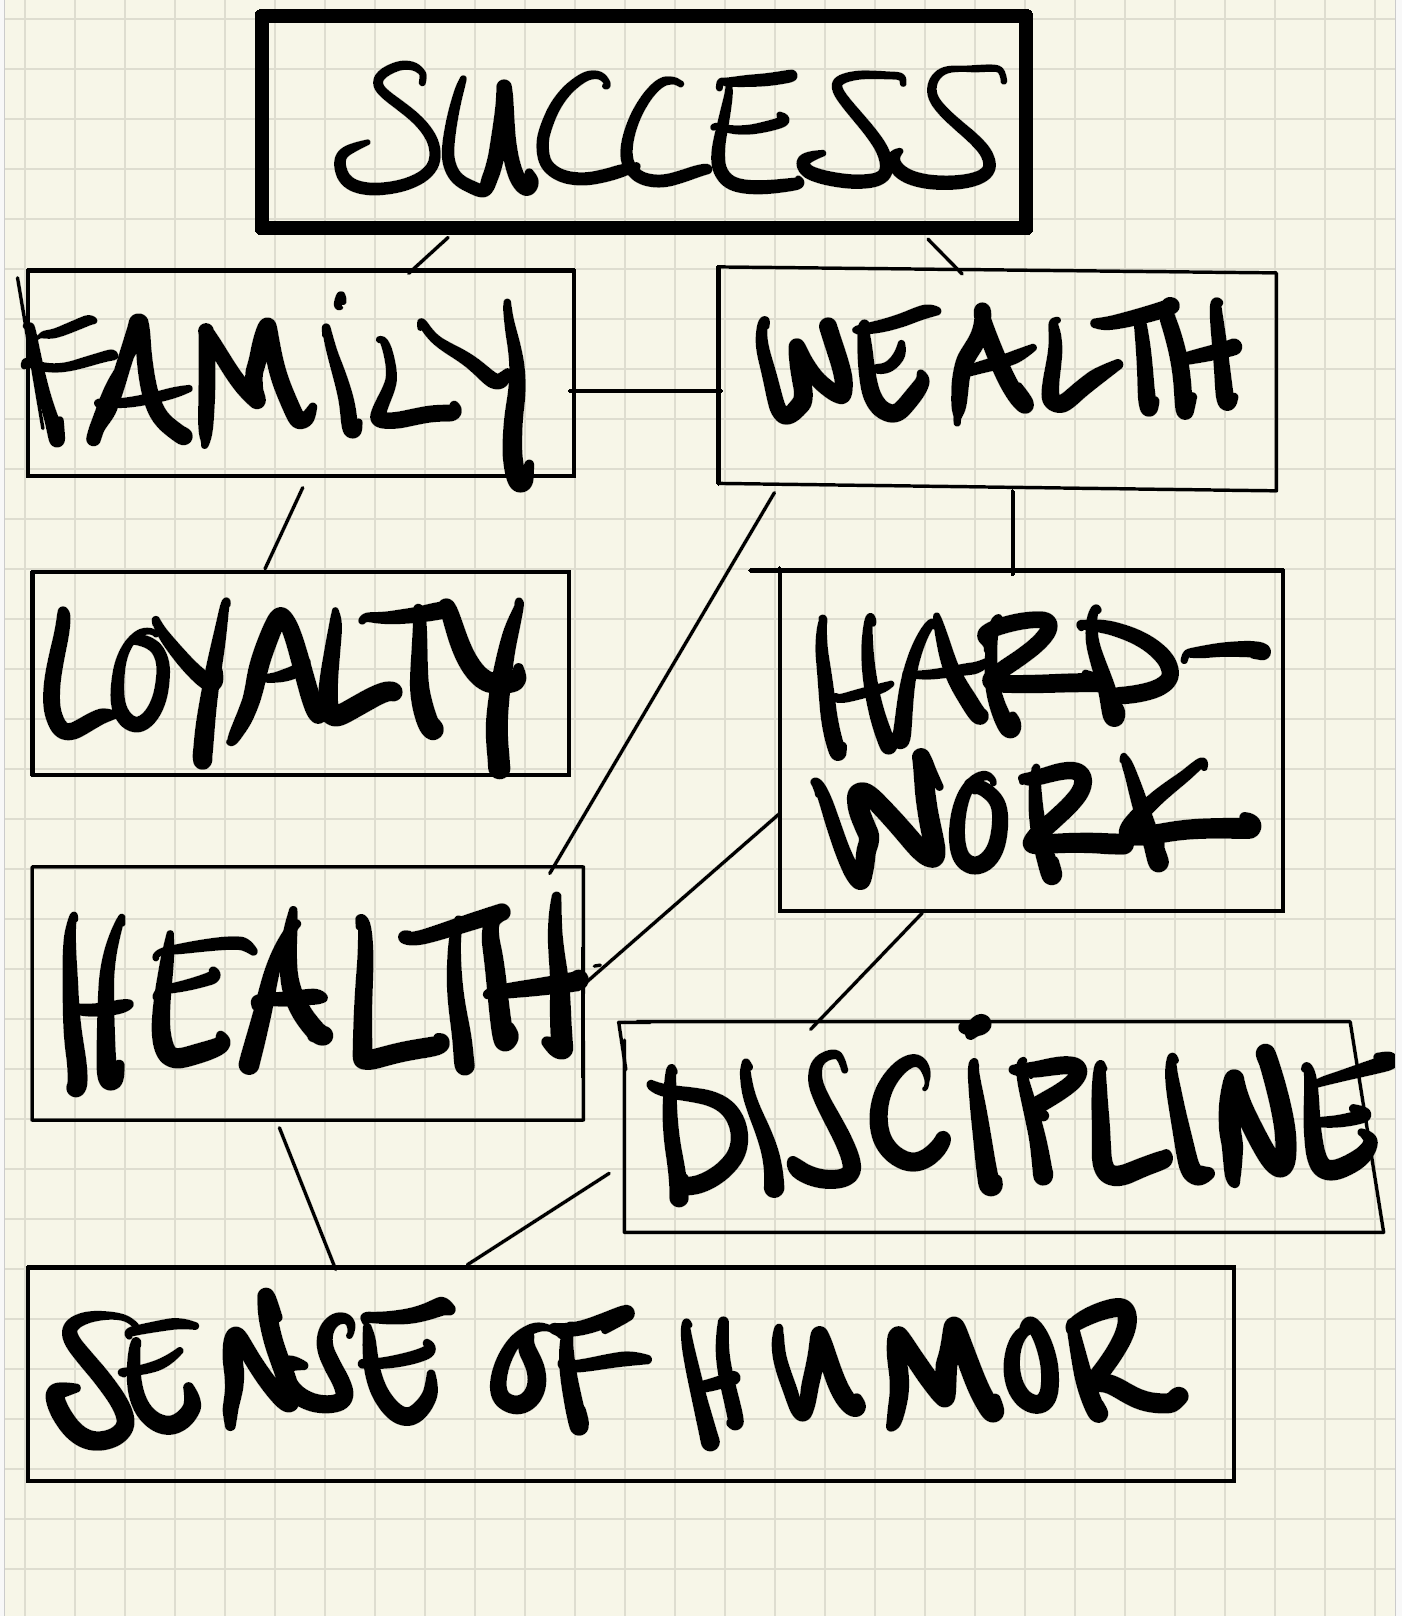 SUCCESS
FAMiLY
WEALTH
LOYALTY
HARD-
WORK
HEALTH
DISCiPLINE
SENSE OF HUMOR